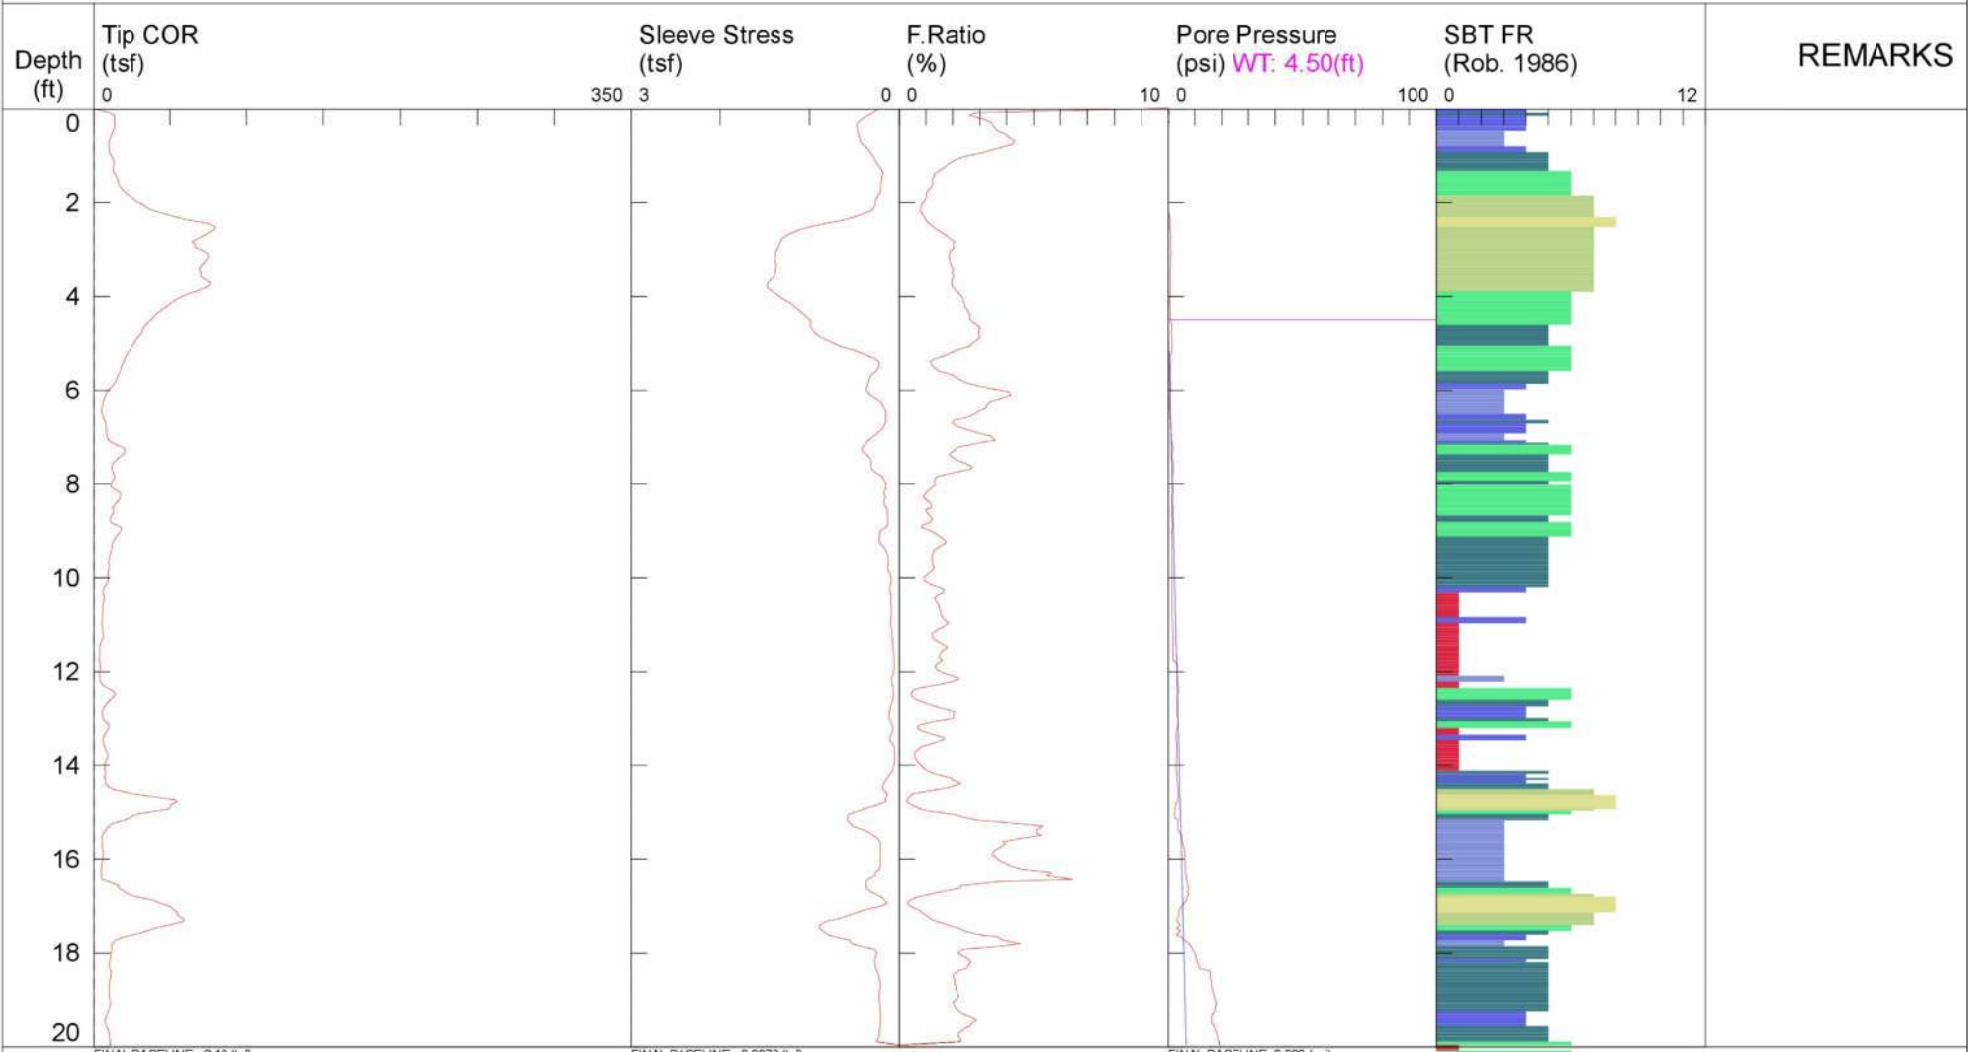 Depth
(ft)
Tip COR
(tsf)
0 350
Sleeve Stress
(tsf)
3 0
F.Ratio
(%)
0 10
Pore Pressure
(psi) WT: 4.50(ft)
0 100
SBT FR
(Rob. 1986)
0 12
REMARKS
0
2
4
6
8
10
12
14
16
18
20